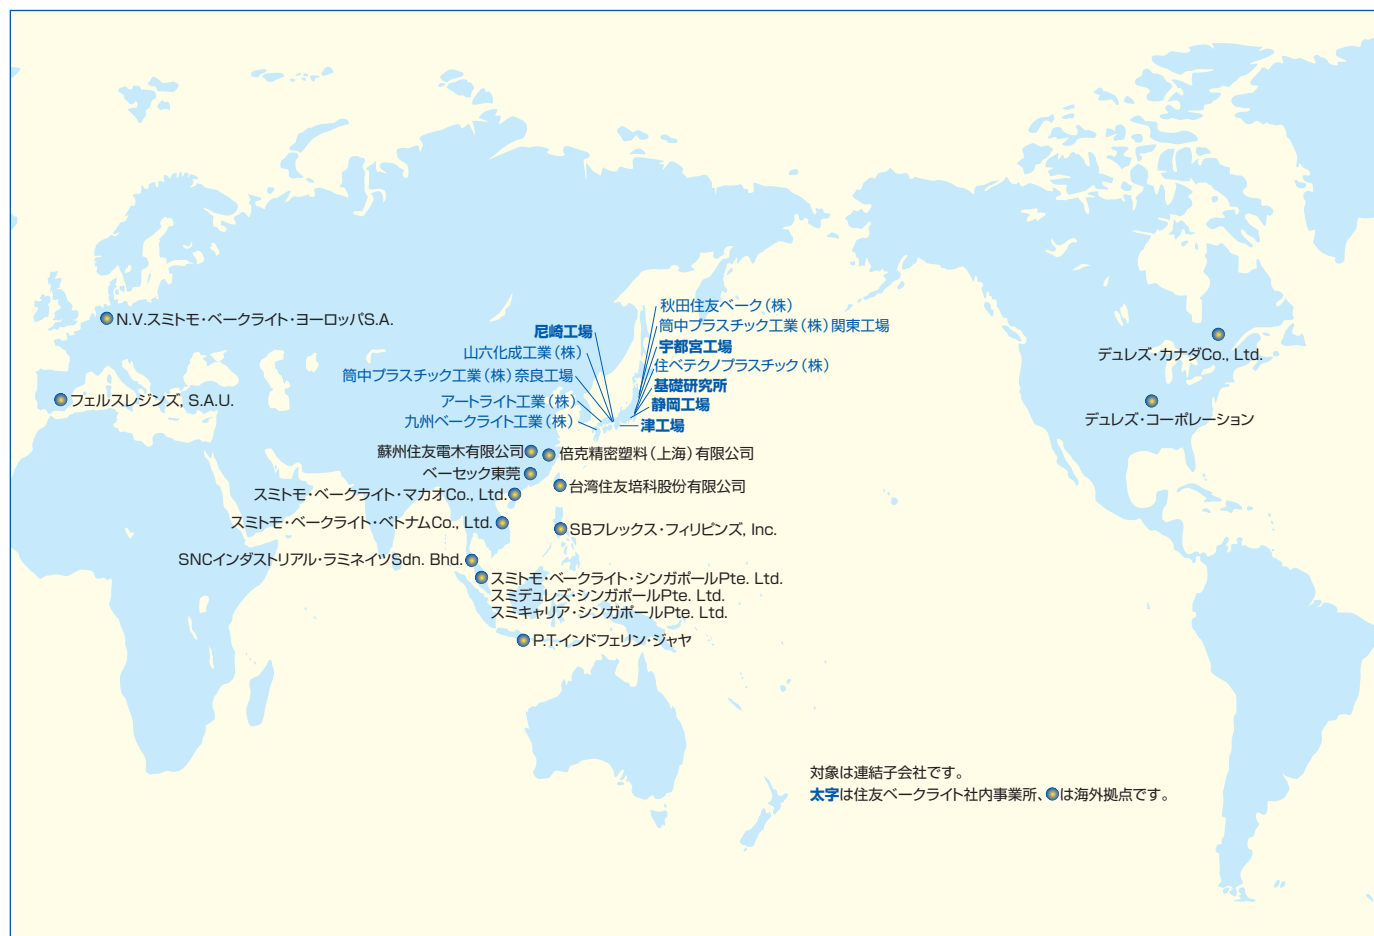 秋田住友ベーク（株）
筒中プラスチック工業（株）関東工場
宇都宮工場
住べテクノプラスチック（株）
基礎研究所
静岡工場
津工場
尼崎工場
山六化成工業（株）
筒中プラスチック工業（株）奈良工場
アートライト工業（株）
九州ベークライト工業（株）
N.V.スミトモ・ベークライト・ヨーロッパS.A.
フェルスレジンズ, S.A.U.
デュレズ・カナダCo., Ltd.
デュレズ・コーポレーション
蘇州住友電木有限公司
倍克精密塑料（上海）有限公司
ベーセック東莞
台湾住友培科股份有限公司
スミトモ・ベークライト・マカオCo., Ltd.
スミトモ・ベークライト・ベトナムCo., Ltd.
SBフレックス・フィリピンズ, Inc.
SNCインダストリアル・ラミネイツSdn. Bhd.
スミトモ・ベークライト・シンガポールPte. Ltd.
スミデュレズ・シンガポールPte. Ltd.
スミキャリア・シンガポールPte. Ltd.
P.T.インドフェリン・ジャヤ
対象は連結子会社です。
太字は住友ベークライト社内事業所、は海外拠点です。